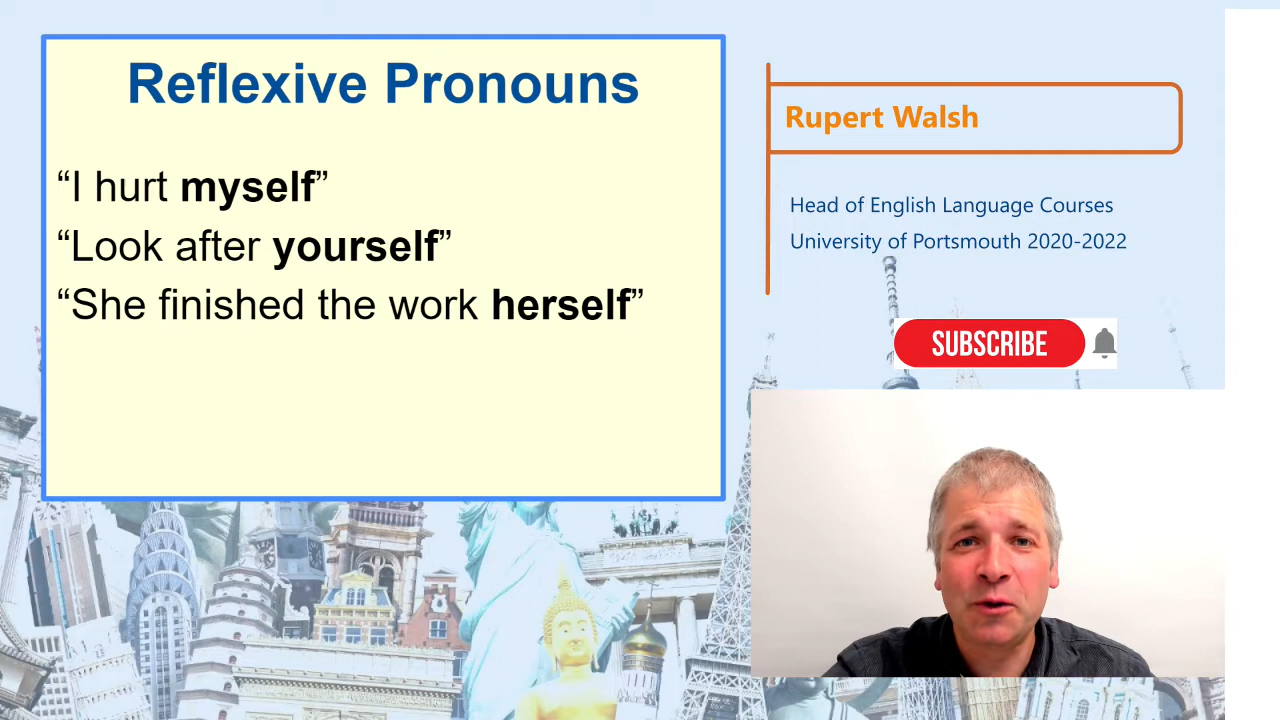 Reflexive Pronouns
“I hurt myself”
“Look after yourself”
“She finished the work herself”
Rupert Walsh
Head of English Language Courses
University of Portsmouth 2020-2022
SUBSCRIBE